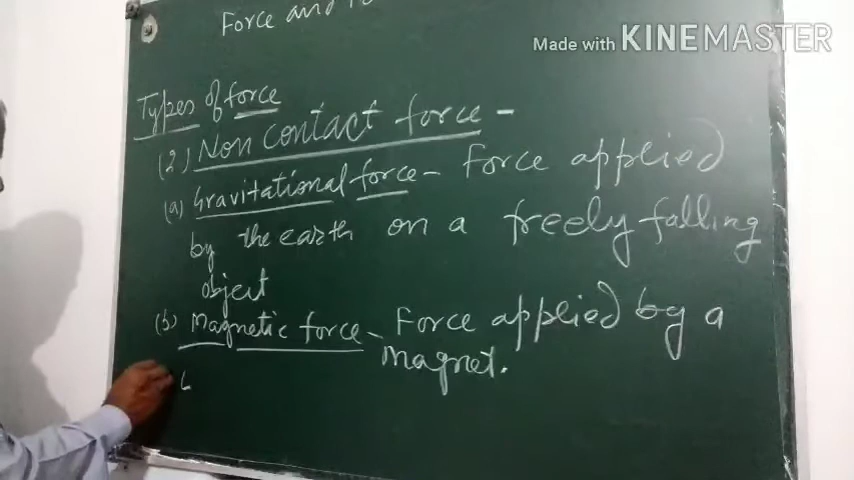 Force and
Made with KINEMASTER
Types of force
(2) Non contact force -
(a) Gravitational force - Force applied
by the earth on a freely falling
object
(b) Magnetic force - Force applied by a
magnet.